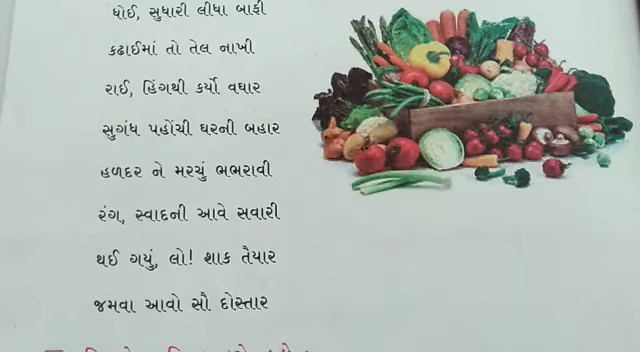 ધોઈ, સુધારી લીધા બાફી
કઢાઈમાં તો તેલ નાખી
રાઈ, હિંગથી કર્યો વઘાર
સુગંધ પહોંચી ઘરની બહાર
હળદર ને મરચું ભભરાવી
રંગ, સ્વાદની આવે સવારી
થઈ ગયું, લો! શાક તૈયાર
જમવા આવો સૌ દોસ્તાર